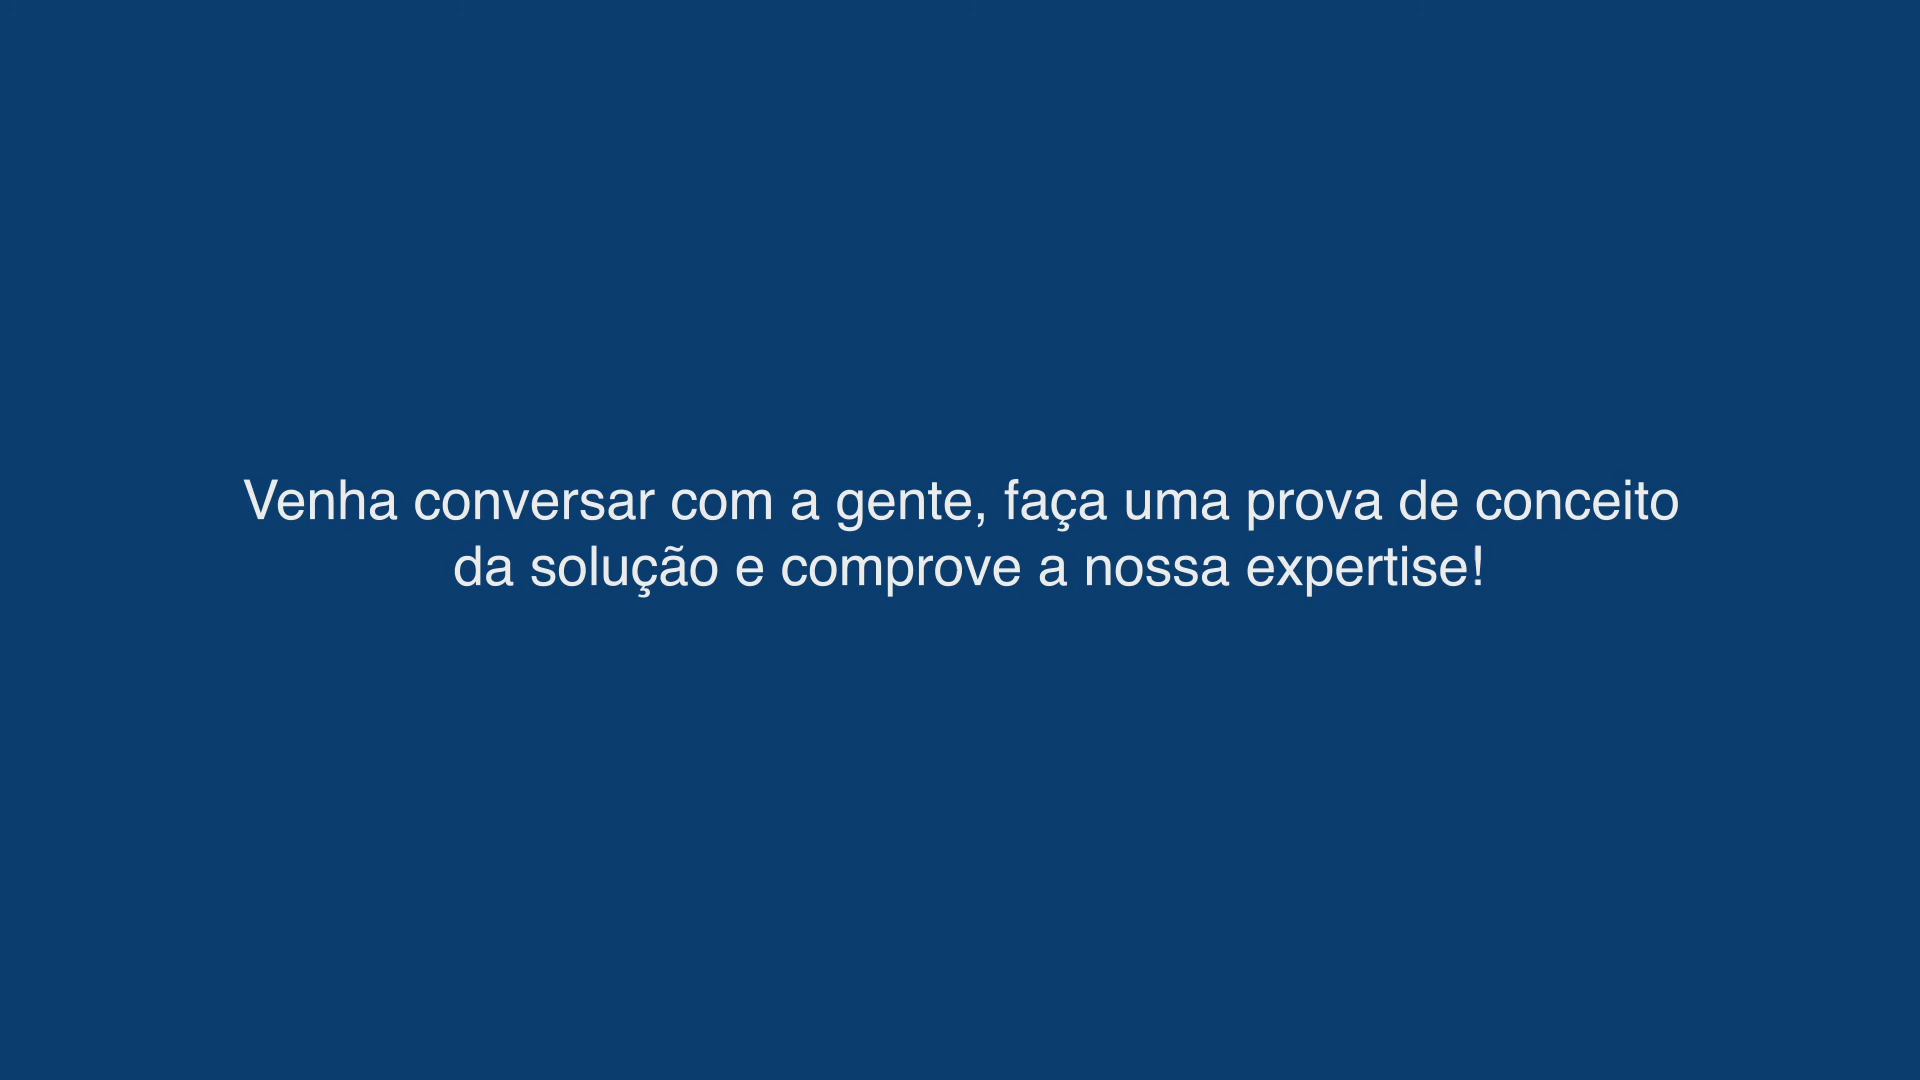 Venha conversar com a gente, faça uma prova de conceito
da solução e comprove a nossa expertise!